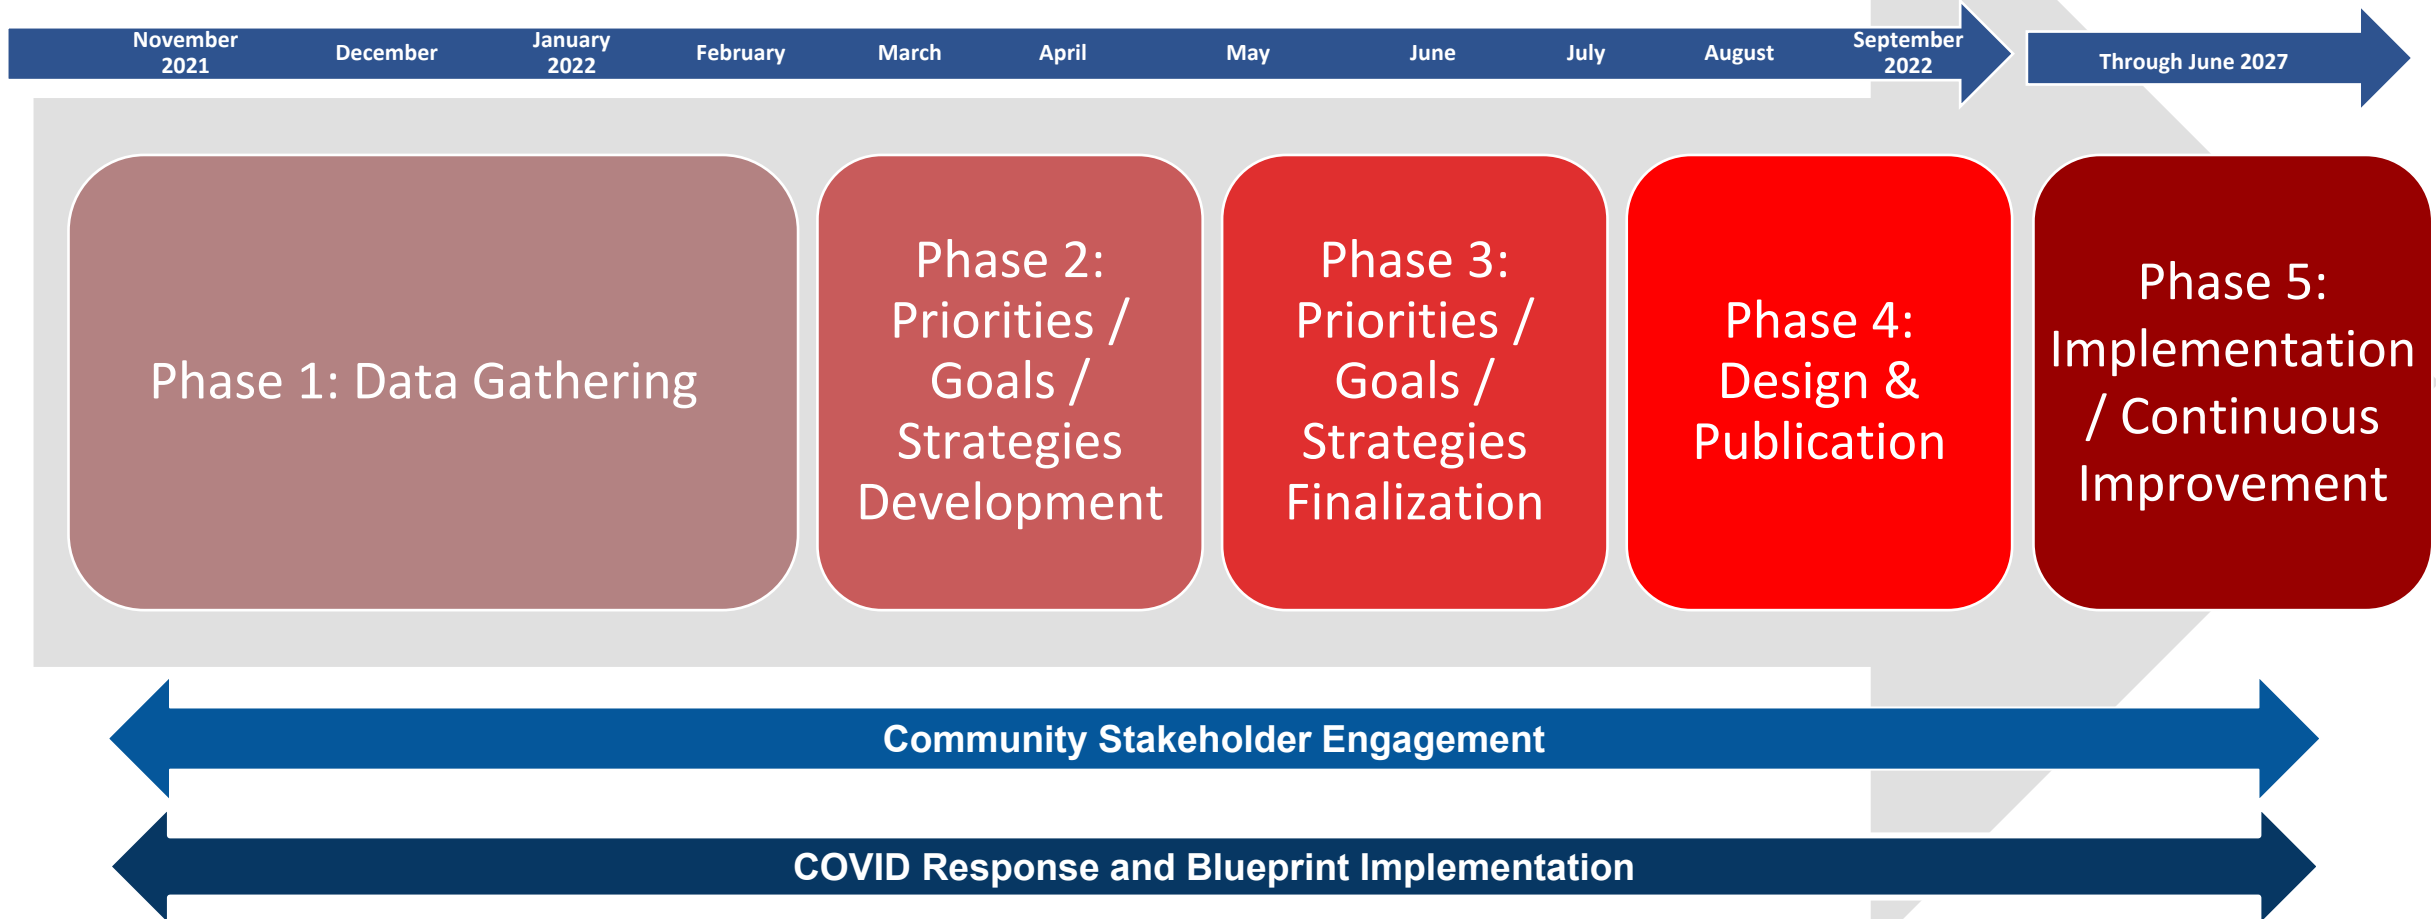 November
2021
December
January
2022
February
March
April
May
June
July
August
September
2022
Through June 2027
Phase 1: Data Gathering
Phase 2:
Priorities /
Goals /
Strategies
Development
Phase 3:
Priorities /
Goals /
Strategies
Finalization
Phase 4:
Design &
Publication
Phase 5:
Implementation
/ Continuous
Improvement
Community Stakeholder Engagement
COVID Response and Blueprint Implementation